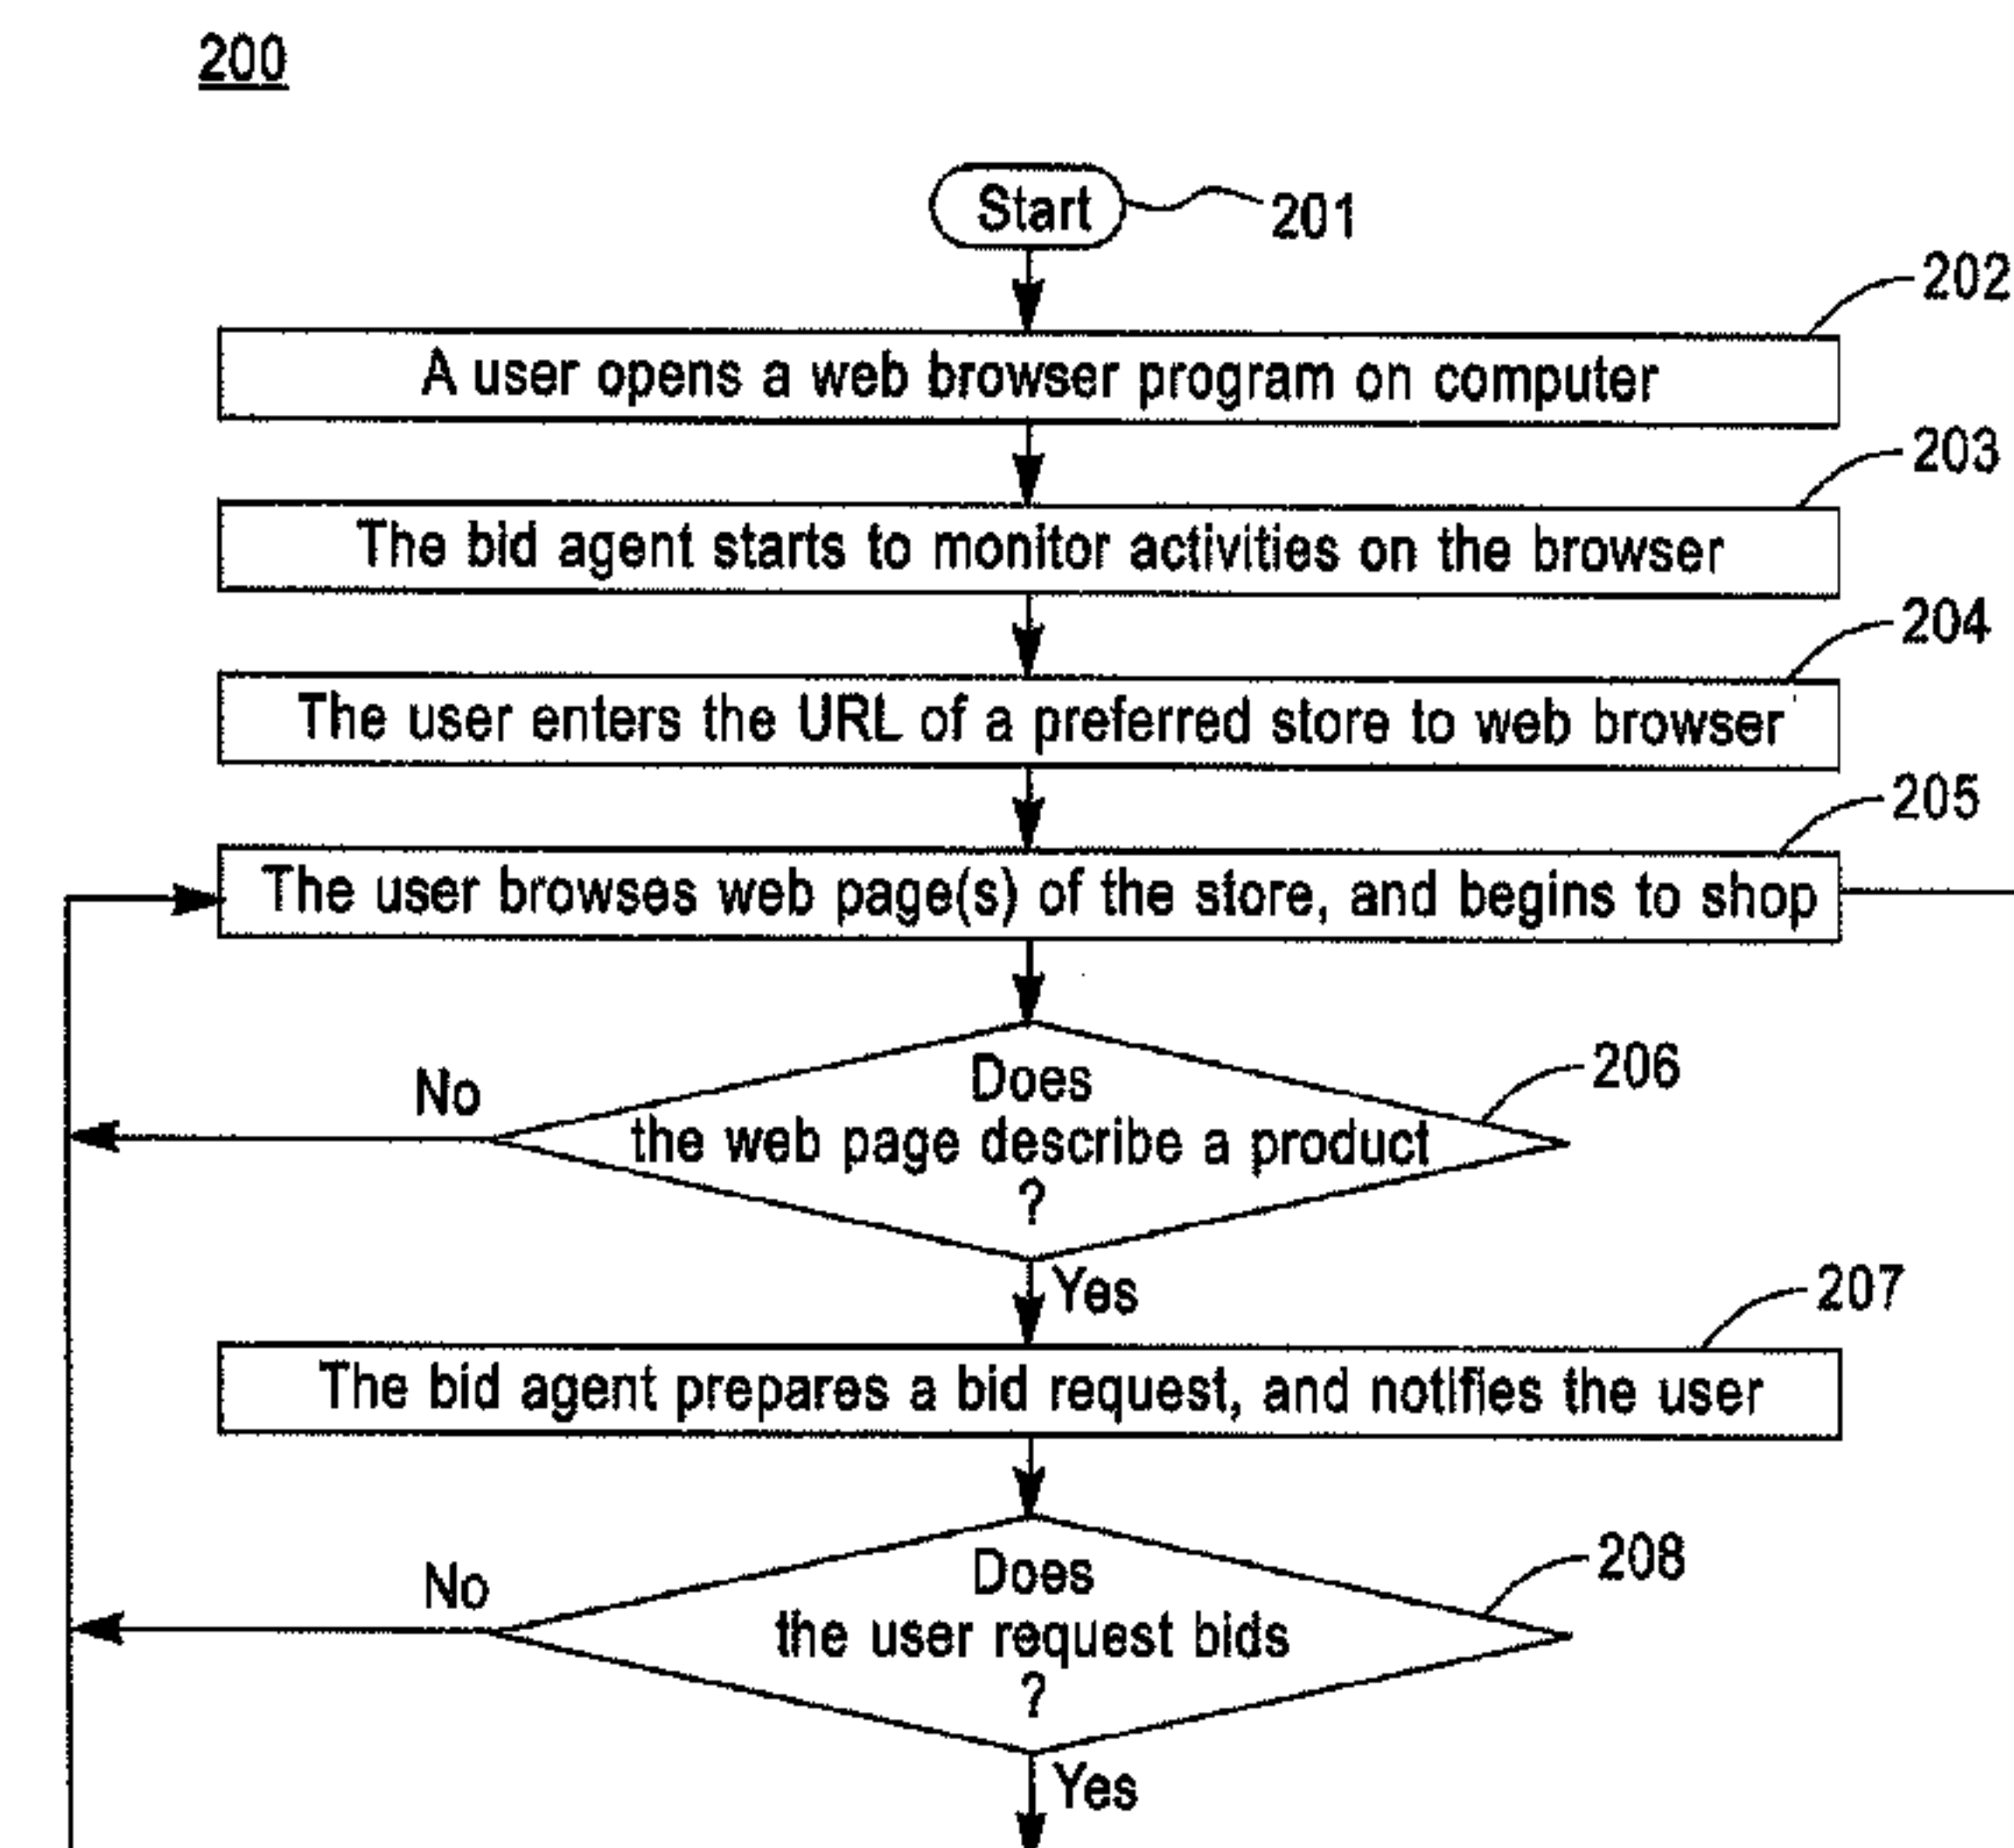 200
Start
201
202
A user opens a web browser program on computer
203
The bid agent starts to monitor activities on the browser
204
The user enters the URL of a preferred store to web browser
205
The user browses web page(s) of the store, and begins to shop
206
No
Does
the web page describe a product
?
Yes
207
The bid agent prepares a bid request, and notifies the user
208
No
Does
the user request bids
?
Yes